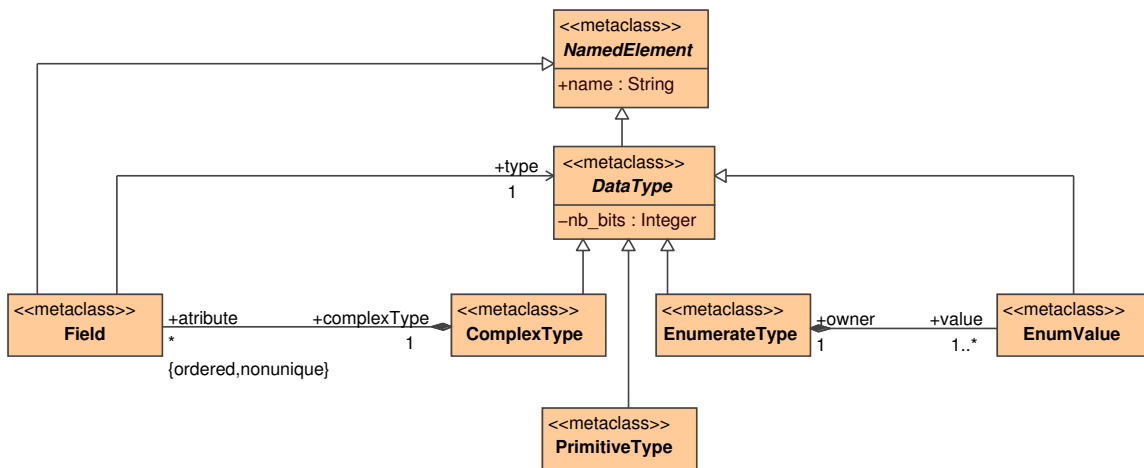 <<metaclass>>
NamedElement
+name : String
+type
1
<<metaclass>>
DataType
−nb_bits : Integer
<<metaclass>>
Field
+atribute
*
{ordered,nonunique}
+complexType
1
<<metaclass>>
ComplexType
<<metaclass>>
EnumerateType
+owner
1
+value
1..*
<<metaclass>>
EnumValue
<<metaclass>>
PrimitiveType